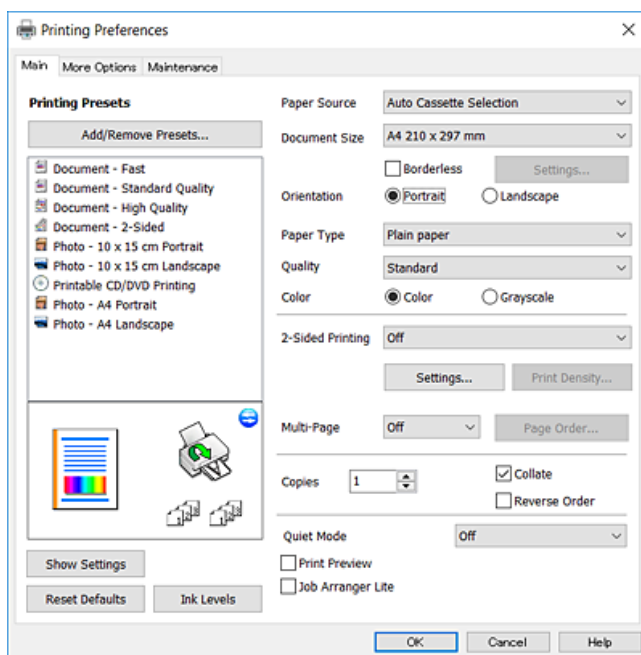 Printing Preferences
Main More Options Maintenance
Printing Presets
Add/Remove Presets...
Document - Fast
Document - Standard Quality
Document - High Quality
Document - 2-Sided
Photo - 10 x 15 cm Portrait
Photo - 10 x 15 cm Landscape
Printable CD/DVD Printing
Photo - A4 Portrait
Photo - A4 Landscape
Show Settings
Reset Defaults Ink Levels
Paper Source Auto Cassette Selection
Document Size A4 210 x 297 mm
Borderless Settings...
Orientation Portrait Landscape
Paper Type Plain paper
Quality Standard
Color Color Grayscale
2-Sided Printing Off
Settings... Print Density...
Multi-Page Off Page Order...
Copies 1 Collate
Reverse Order
Quiet Mode Off
Print Preview
Job Arranger Lite
OK Cancel Help